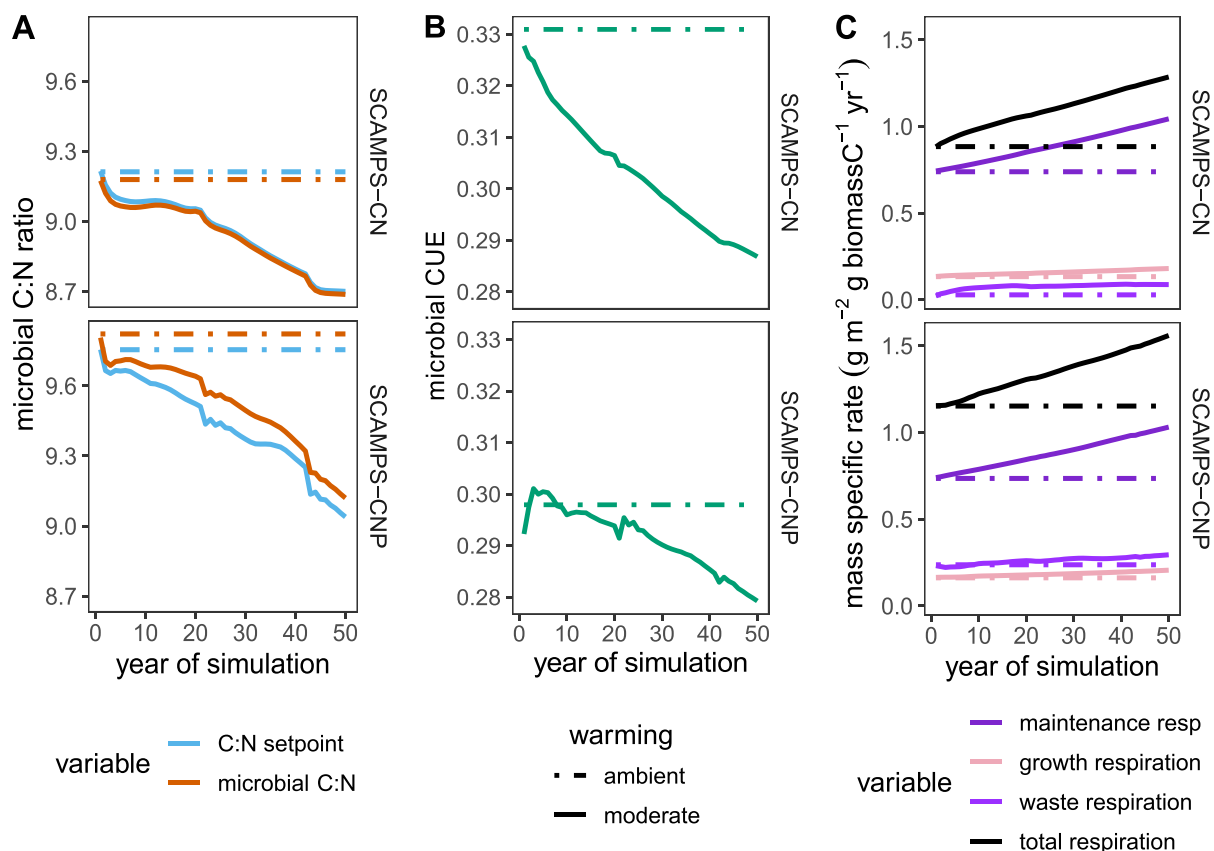 A
microbial C:N ratio
9.6
9.3
9.0
8.7
SCAMPS−CN
9.6
9.3
9.0
8.7
SCAMPS−CNP
0 10 20 30 40 50
year of simulation
variable
C:N setpoint
microbial C:N
B
microbial CUE
0.33
0.32
0.31
0.30
0.29
0.28
SCAMPS−CN
0.33
0.32
0.31
0.30
0.29
0.28
SCAMPS−CNP
0 10 20 30 40 50
year of simulation
warming
ambient
moderate
C
mass specific rate (g m⁻² g biomassC⁻¹ yr⁻¹)
1.5
1.0
0.5
0.0
SCAMPS−CN
1.5
1.0
0.5
0.0
SCAMPS−CNP
0 10 20 30 40 50
year of simulation
variable
maintenance resp
growth respiration
waste respiration
total respiration